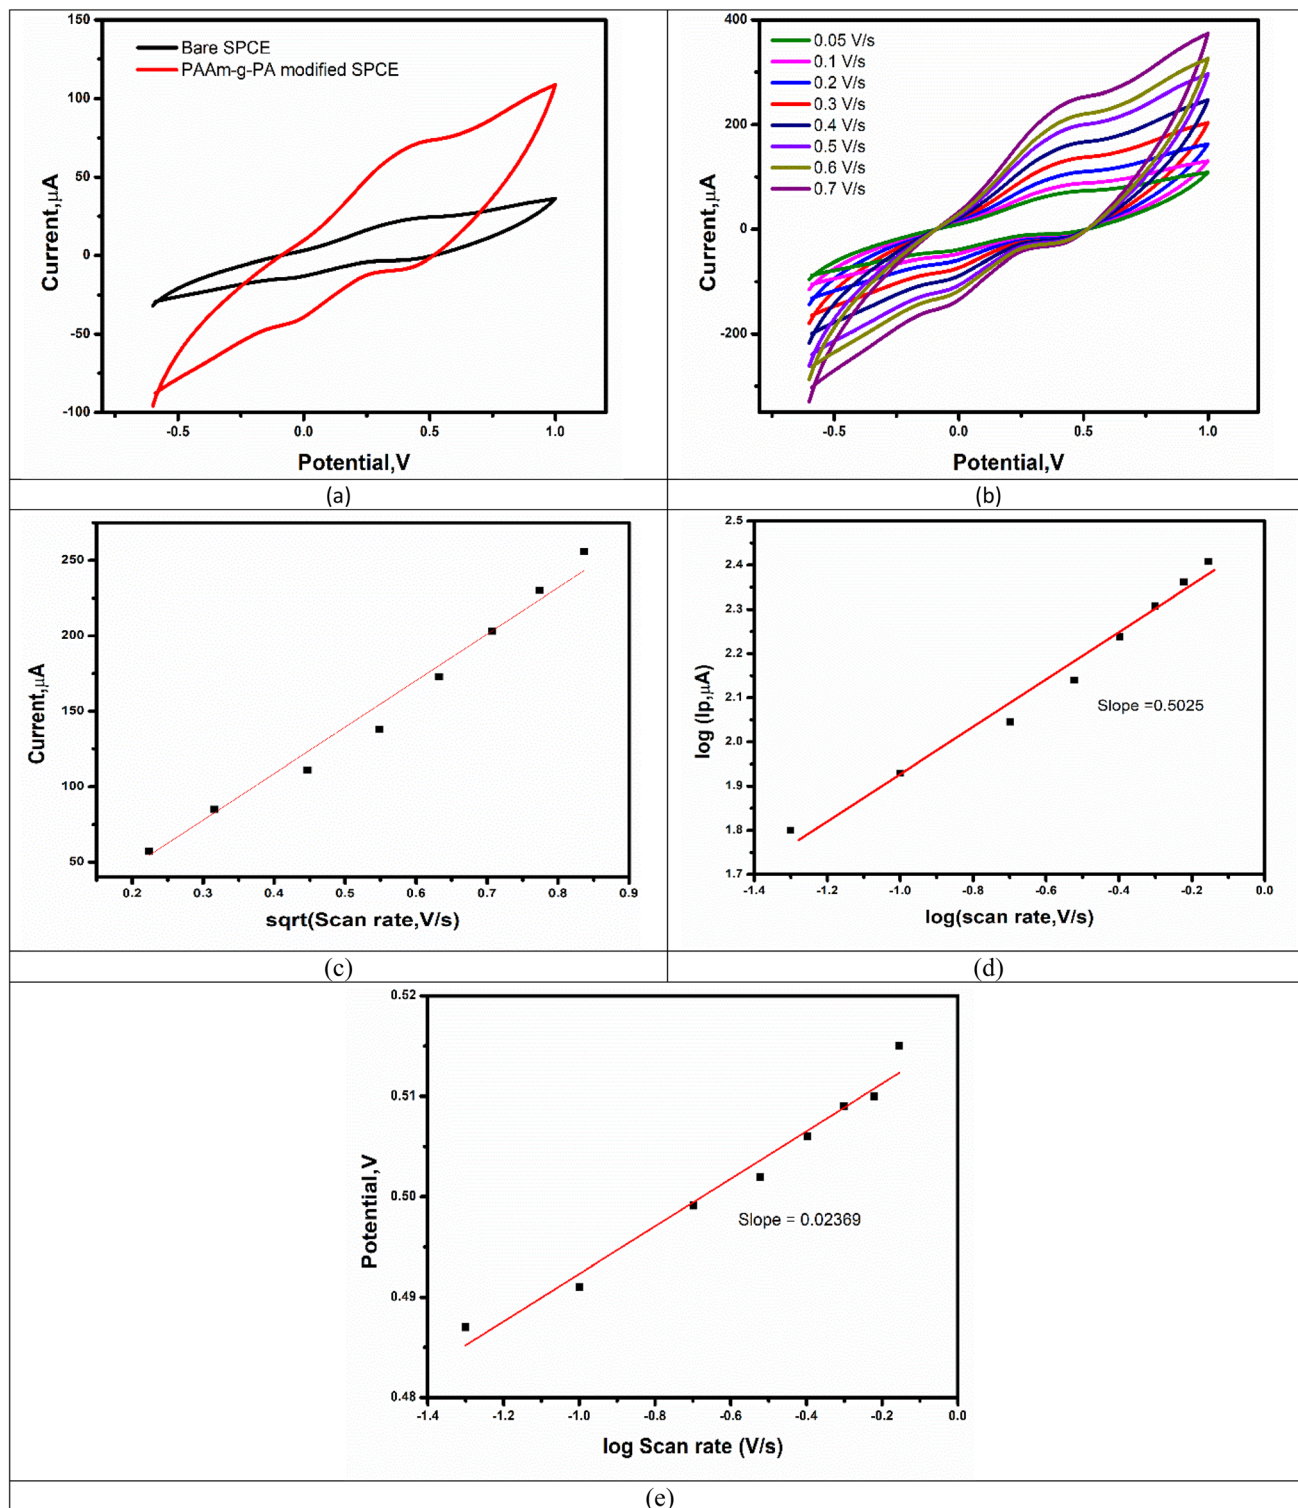 150
100
50
0
-50
-100
Current,μA
Bare SPCE
PAAm-g-PA modified SPCE
-0.5
0.0
0.5
1.0
Potential,V
(a)
400
200
0
-200
Current,μA
0.05 V/s
0.1 V/s
0.2 V/s
0.3 V/s
0.4 V/s
0.5 V/s
0.6 V/s
0.7 V/s
-0.5
0.0
0.5
1.0
Potential,V
(b)
250
200
150
100
50
Current,μA
0.2
0.3
0.4
0.5
0.6
0.7
0.8
0.9
sqrt(Scan rate,V/s)
(c)
2.5
2.4
2.3
2.2
2.1
2.0
1.9
1.8
1.7
log (Ip,μA)
Slope =0.5025
-1.4
-1.2
-1.0
-0.8
-0.6
-0.4
-0.2
0.0
log(scan rate,V/s)
(d)
0.52
0.51
0.50
0.49
0.48
Potential,V
Slope = 0.02369
-1.4
-1.2
-1.0
-0.8
-0.6
-0.4
-0.2
0.0
log Scan rate (V/s)
(e)